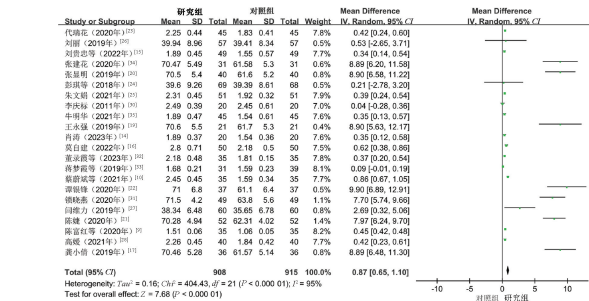 研究组 对照组 Mean Difference Mean Difference
Study or Subgroup Mean SD Total Mean SD Total Weight IV. Random, 95% CI IV. Random, 95% CI
代瑞花（2020年）[23] 2.25 0.44 45 1.83 0.41 45 7.2% 0.42 [0.24, 0.60]
刘丽（2019年）[26] 39.94 8.96 57 39.41 8.34 57 0.5% 0.53 [-2.65, 3.71]
刘贵忠等（2022年）[15] 1.89 0.45 49 1.55 0.57 49 7.1% 0.34 [0.14, 0.54]
张建花（2020年）[34] 70.47 5.49 31 61.58 5.3 31 0.7% 8.89 [6.20, 11.58]
张显明（2019年）[20] 70.5 5.4 40 61.6 5.2 40 0.9% 8.90 [6.58, 11.22]
彭琪等（2018年）[24] 39.6 9.26 69 39.39 8.61 68 0.5% 0.21 [-2.78, 3.20]
朱文娟（2021年）[25] 2.31 0.45 51 1.92 0.32 51 7.3% 0.39 [0.24, 0.54]
李庆禄（2011年）[30] 2.49 0.39 20 2.45 0.61 20 6.5% 0.04 [-0.28, 0.36]
牛明华（2021年）[35] 1.89 0.47 45 1.54 0.61 45 7.0% 0.35 [0.13, 0.57]
王永强（2019年）[19] 70.6 5.5 21 61.7 5.3 21 0.5% 8.90 [5.63, 12.17]
肖涛（2023年）[14] 1.89 0.37 20 1.54 0.36 20 7.0% 0.35 [0.12, 0.58]
莫自建（2022年）[16] 2.8 0.71 50 2.18 0.5 50 6.9% 0.62 [0.38, 0.86]
董录霞等（2023年）[32] 2.18 0.48 35 1.81 0.15 35 7.2% 0.37 [0.20, 0.54]
蒋梦霞等（2019年）[33] 1.68 0.21 31 1.59 0.23 39 7.4% 0.09 [-0.01, 0.19]
蔡蔚斌等（2021年）[10] 2.45 0.45 35 1.59 0.34 35 7.2% 0.86 [0.67, 1.05]
谭银锋（2020年）[22] 71 6.8 37 61.1 6.4 37 0.6% 9.90 [6.89, 12.91]
锁晓燕（2020年）[31] 71.5 4.2 49 63.8 5.6 49 1.1% 7.70 [5.74, 9.66]
闫维力（2019年）[27] 38.34 6.48 60 35.65 6.78 60 0.9% 2.69 [0.32, 5.06]
陈婕（2020年）[21] 70.28 4.94 52 62.31 4.02 52 1.4% 7.97 [6.24, 9.70]
陈富红等（2020年）[9] 1.51 0.06 35 1.06 0.05 35 7.5% 0.45 [0.42, 0.48]
高媛（2021年）[28] 2.26 0.45 40 1.84 0.42 40 7.1% 0.42 [0.23, 0.61]
龚小倩（2019年）[17] 70.46 5.28 36 61.57 5.14 36 0.8% 8.89 [6.48, 11.30]
Total (95% CI) 908 915 100.0% 0.87 [0.65, 1.10]
Heterogeneity: Tau² = 0.16; Chi² = 404.43, df = 21 (P < 0.000 01) ; I² = 95%
Test for overall effect: Z = 7.68 (P < 0.000 01)
-10 -5 0 5 10
对照组 研究组